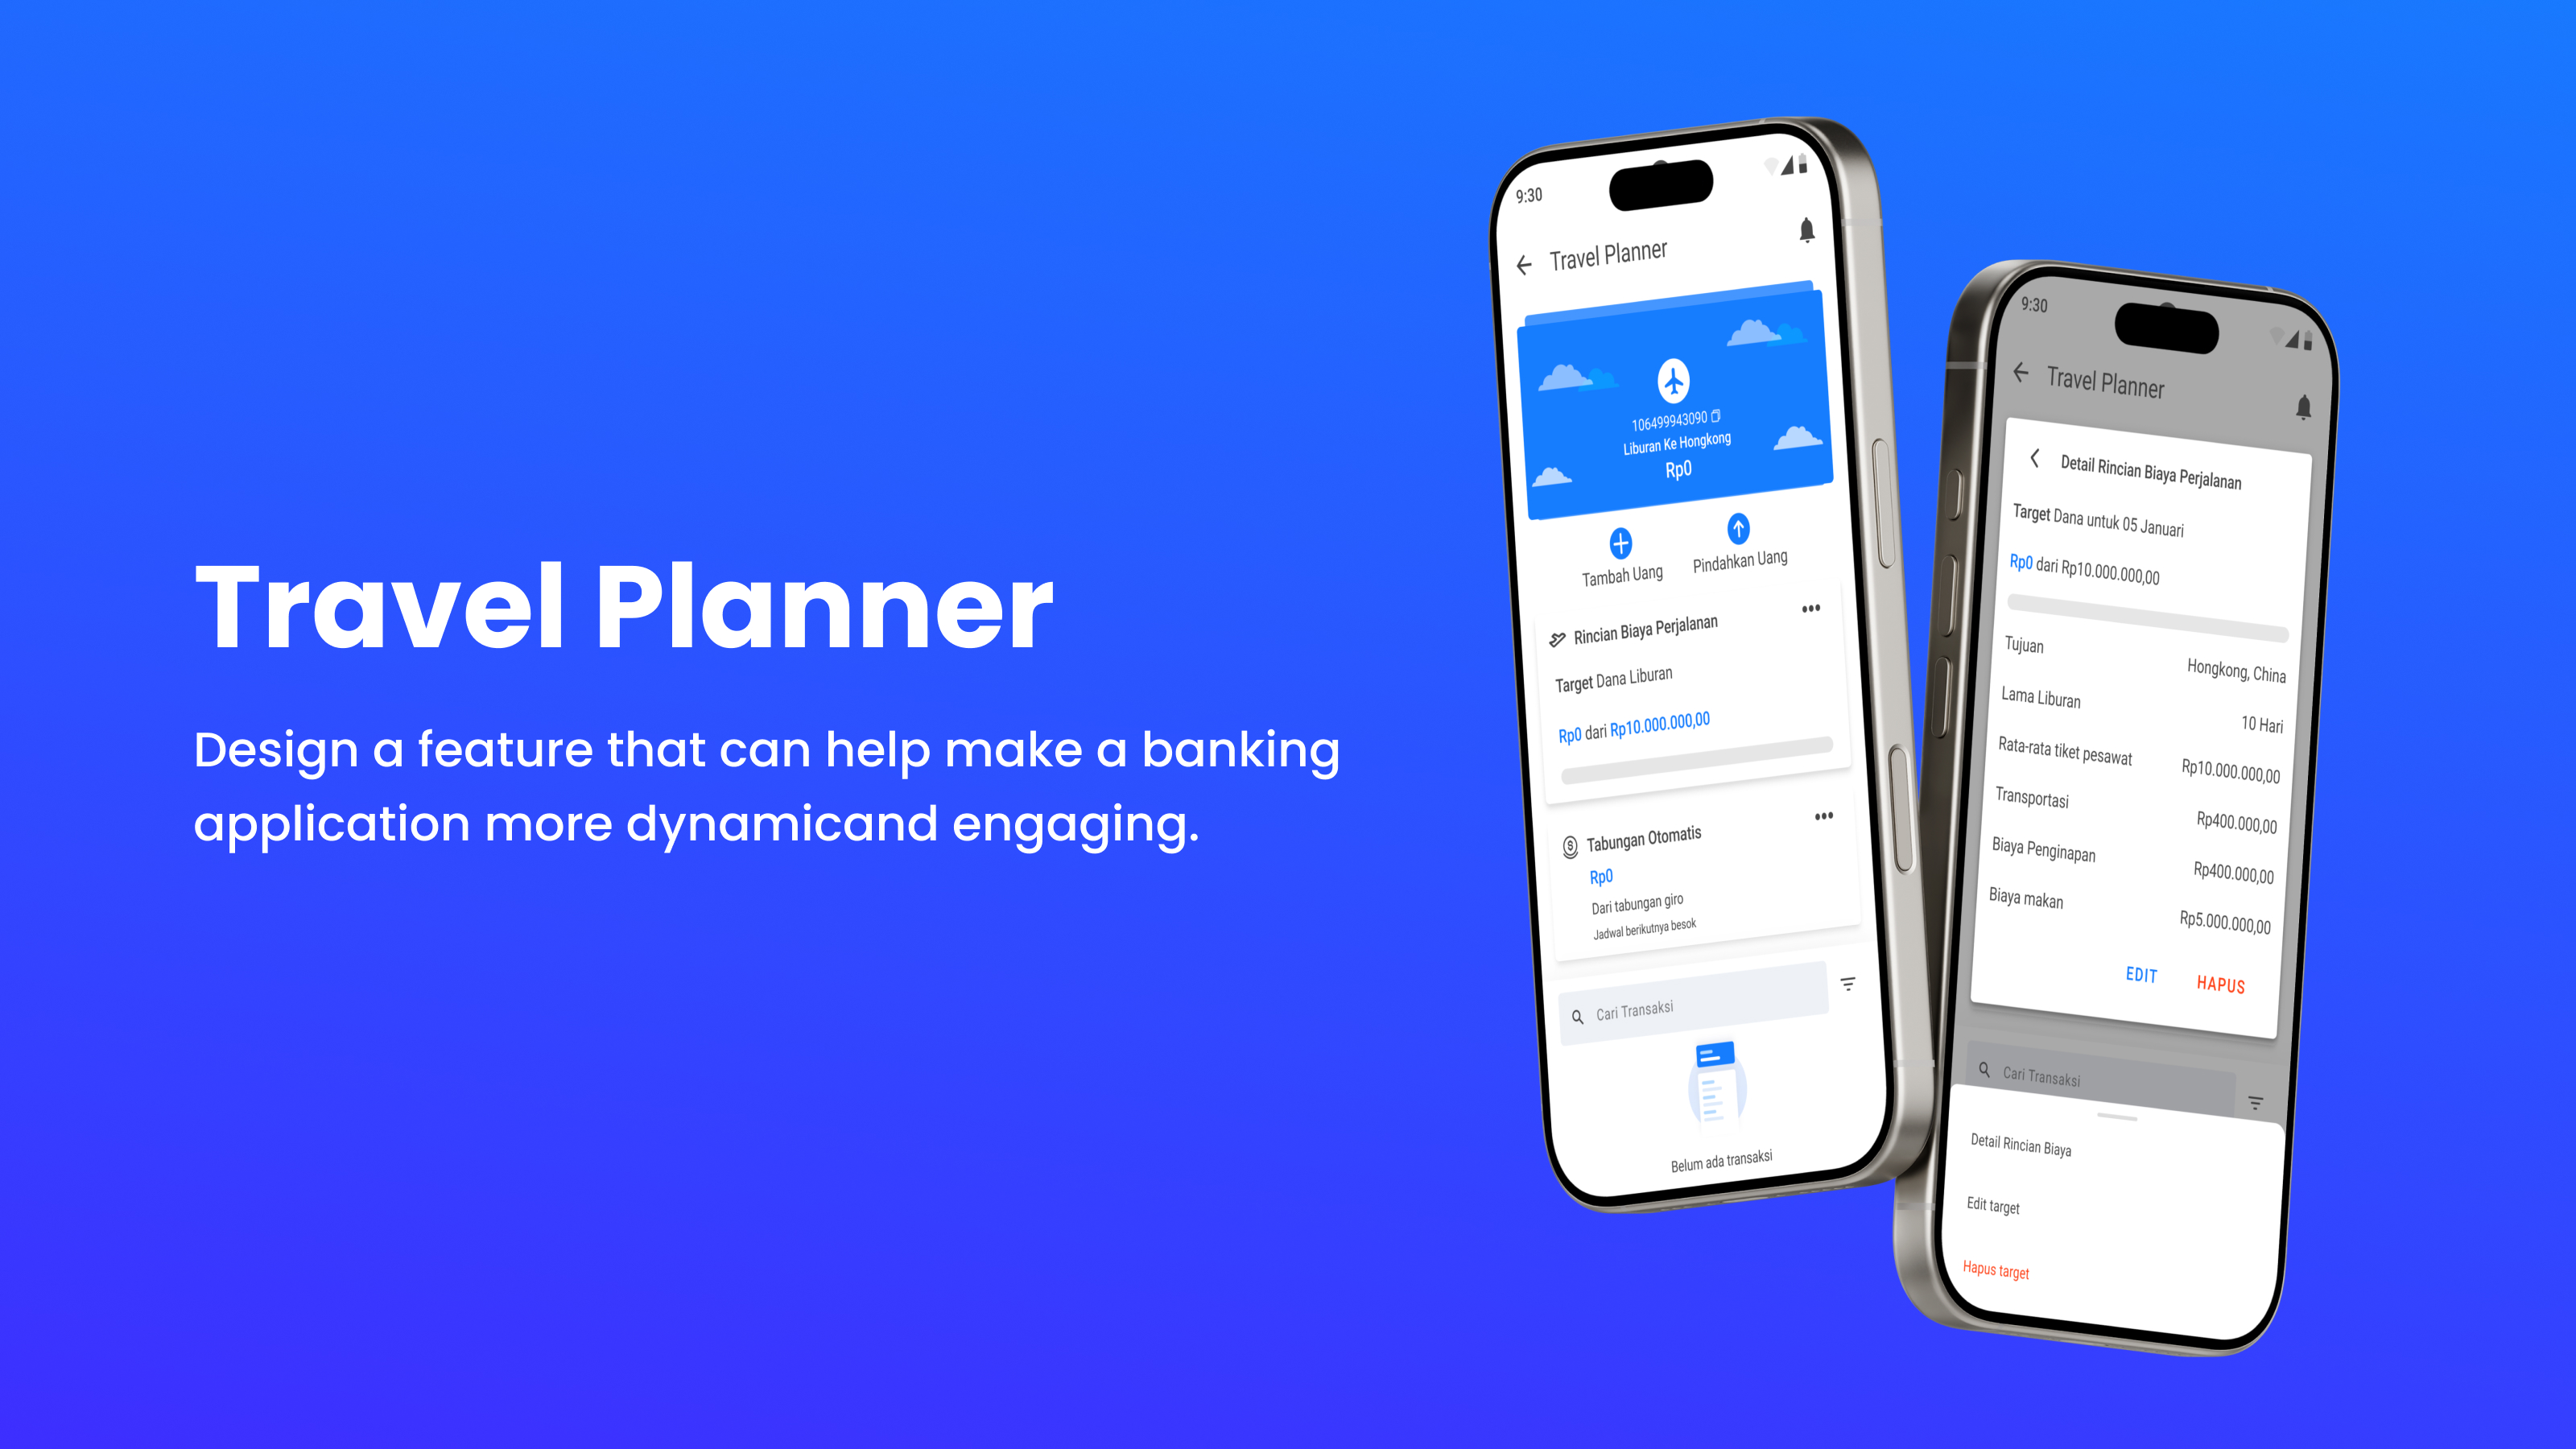 Travel Planner
Design a feature that can help make a banking
application more dynamicand engaging.
9:30
Travel Planner
106499943090
Liburan Ke Hongkong
Rp0
Tambah Uang
Pindahkan Uang
Rincian Biaya Perjalanan
Target Dana Liburan
Rp0 dari Rp10.000.000,00
Tabungan Otomatis
Rp0
Dari tabungan giro
Jadwal berikutnya besok
Cari Transaksi
Belum ada transaksi
9:30
Travel Planner
Detail Rincian Biaya Perjalanan
Target Dana untuk 05 Januari
Rp0 dari Rp10.000.000,00
Tujuan Hongkong, China
Lama Liburan 10 Hari
Rata-rata tiket pesawat Rp10.000.000,00
Transportasi Rp400.000,00
Biaya Penginapan Rp400.000,00
Biaya makan Rp5.000.000,00
EDIT HAPUS
Cari Transaksi
Detail Rincian Biaya
Edit target
Hapus target